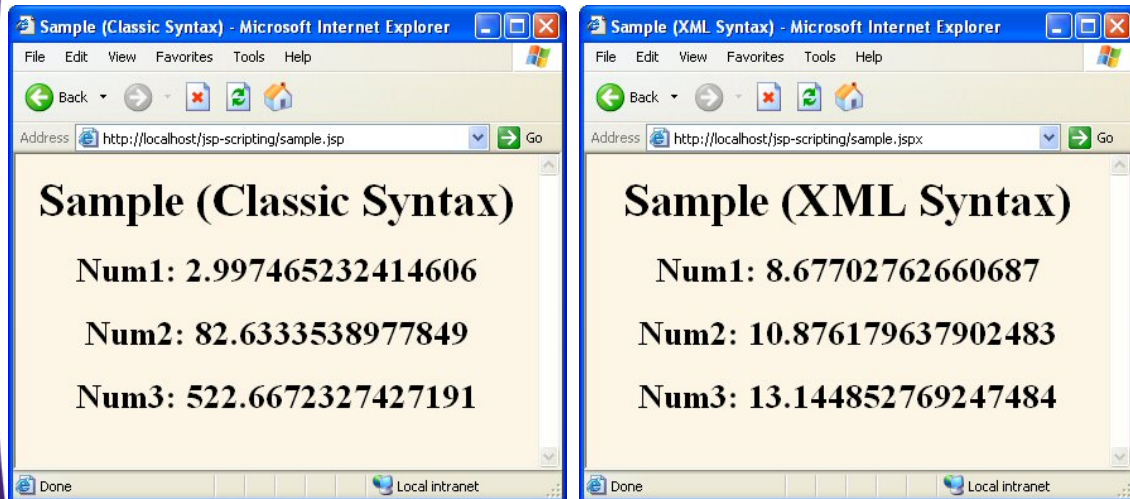 Sample (Classic Syntax) - Microsoft Internet Explorer
File Edit View Favorites Tools Help
Back
Address http://localhost/jsp-scripting/sample.jsp Go
Sample (Classic Syntax)
Num1: 2.997465232414606
Num2: 82.6333538977849
Num3: 522.6672327427191
Done Local intranet
Sample (XML Syntax) - Microsoft Internet Explorer
File Edit View Favorites Tools Help
Back
Address http://localhost/jsp-scripting/sample.jspx Go
Sample (XML Syntax)
Num1: 8.67702762660687
Num2: 10.876179637902483
Num3: 13.144852769247484
Done Local intranet